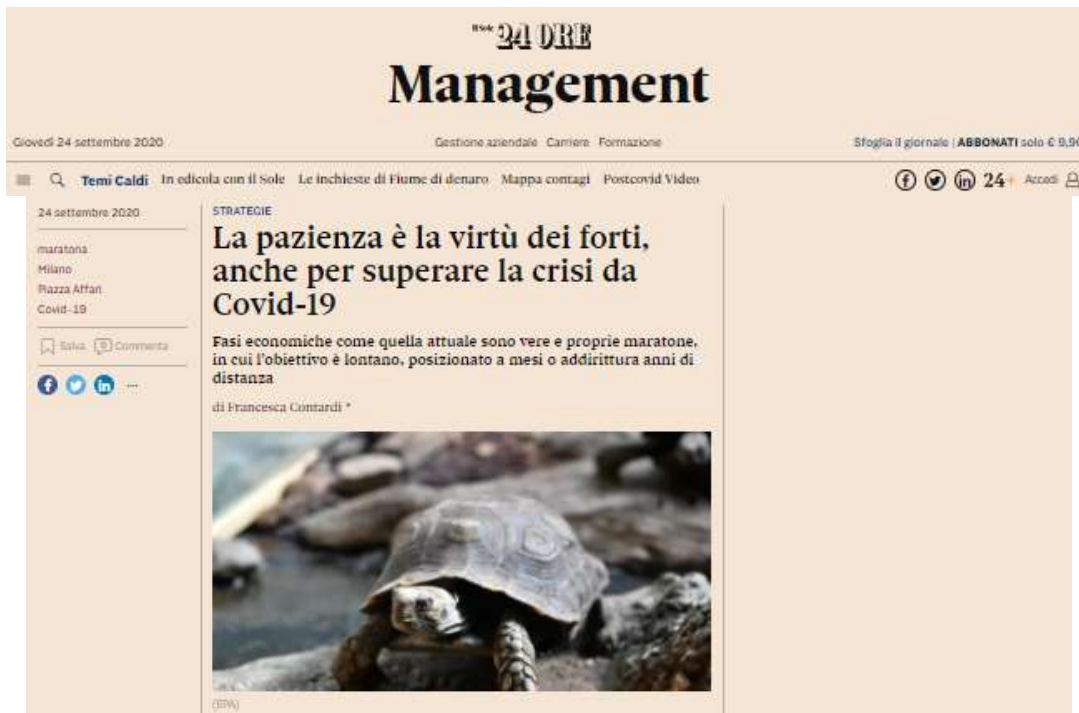 Il Sole 24 ORE
Management
Giovedì 24 settembre 2020
Gestione aziendale Carriere Formazione
Sfoglia il giornale | ABBONATI solo € 9,90
Temi Caldi In edicola con il Sole Le inchieste di Fiume di denaro Mappa contagi Postcovid Video
24+ Accedi
24 settembre 2020
maratona
Milano
Piazza Affari
Covid-19
Salva 0 Commenta
STRATEGIE
La pazienza è la virtù dei forti,
anche per superare la crisi da
Covid-19
Fasi economiche come quella attuale sono vere e proprie maratone,
in cui l'obiettivo è lontano, posizionato a mesi o addirittura anni di
distanza
di Francesca Contardi *
(EPA)